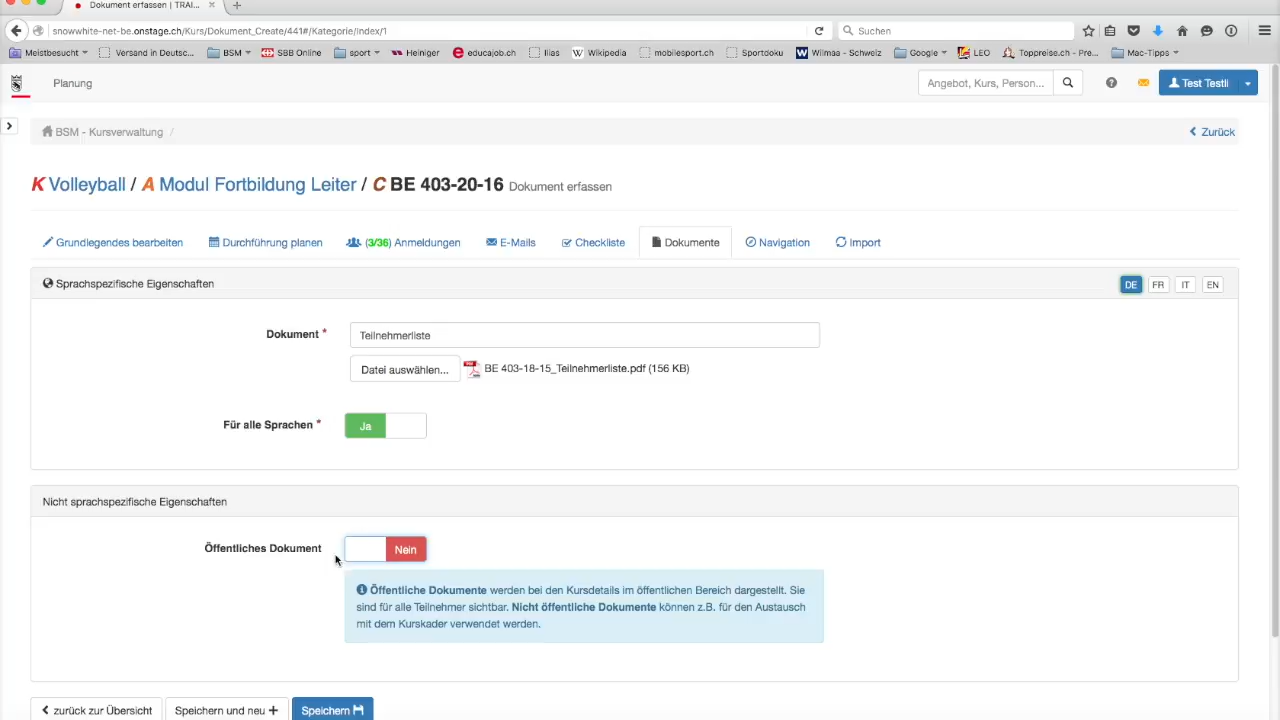 Dokument erfassen | TRAI...
snowwhite-net-be.onstage.ch/Kurs/Dokument_Create/441#/Kategorie/Index/1
Suchen
Meistbesucht
Versand in Deutsc...
BSM
SBB Online
sport
Heiniger
educajob.ch
Ilias
Wikipedia
mobilesport.ch
Sportdoku
Wilmaa - Schweiz
Google
LEO
Toppreise.ch - Pre...
Mac-Tipps
Planung
Angebot, Kurs, Person...
Test Testli
BSM - Kursverwaltung /
Zurück
K Volleyball / A Modul Fortbildung Leiter / C BE 403-20-16 Dokument erfassen
Grundlegendes bearbeiten
Durchführung planen
(3/36) Anmeldungen
E-Mails
Checkliste
Dokumente
Navigation
Import
Sprachspezifische Eigenschaften
DE FR IT EN
Dokument *
Teilnehmerliste
Datei auswählen...
BE 403-18-15_Teilnehmerliste.pdf (156 KB)
Für alle Sprachen *
Ja
Nicht sprachspezifische Eigenschaften
Öffentliches Dokument
Nein
Öffentliche Dokumente werden bei den Kursdetails im öffentlichen Bereich dargestellt. Sie
sind für alle Teilnehmer sichtbar. Nicht öffentliche Dokumente können z.B. für den Austausch
mit dem Kurskader verwendet werden.
zurück zur Übersicht
Speichern und neu +
Speichern